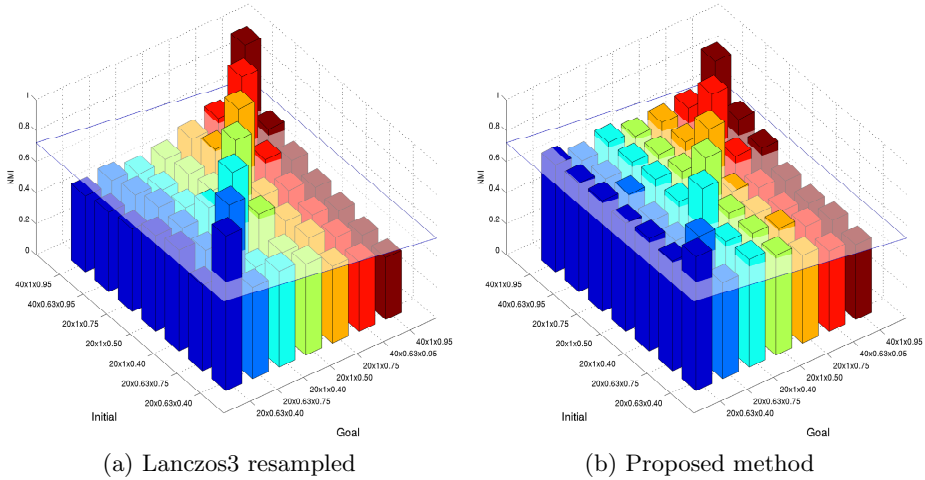 1
0.8
0.6
0.4
0.2
0
NMI
40x1x0.95
40x0.63x0.95
20x1x0.75
20x1x0.50
20x1x0.40
20x0.63x0.75
20x0.63x0.40
Initial
40x1x0.95
40x0.63x0.95
20x1x0.75
20x1x0.50
20x1x0.40
20x0.63x0.75
20x0.63x0.40
Goal
(a) Lanczos3 resampled
1
0.8
0.6
0.4
0.2
0
NMI
40x1x0.95
40x0.63x0.95
20x1x0.75
20x1x0.50
20x1x0.40
20x0.63x0.75
20x0.63x0.40
Initial
40x1x0.95
40x0.63x0.95
20x1x0.75
20x1x0.50
20x1x0.40
20x0.63x0.75
20x0.63x0.40
Goal
(b) Proposed method